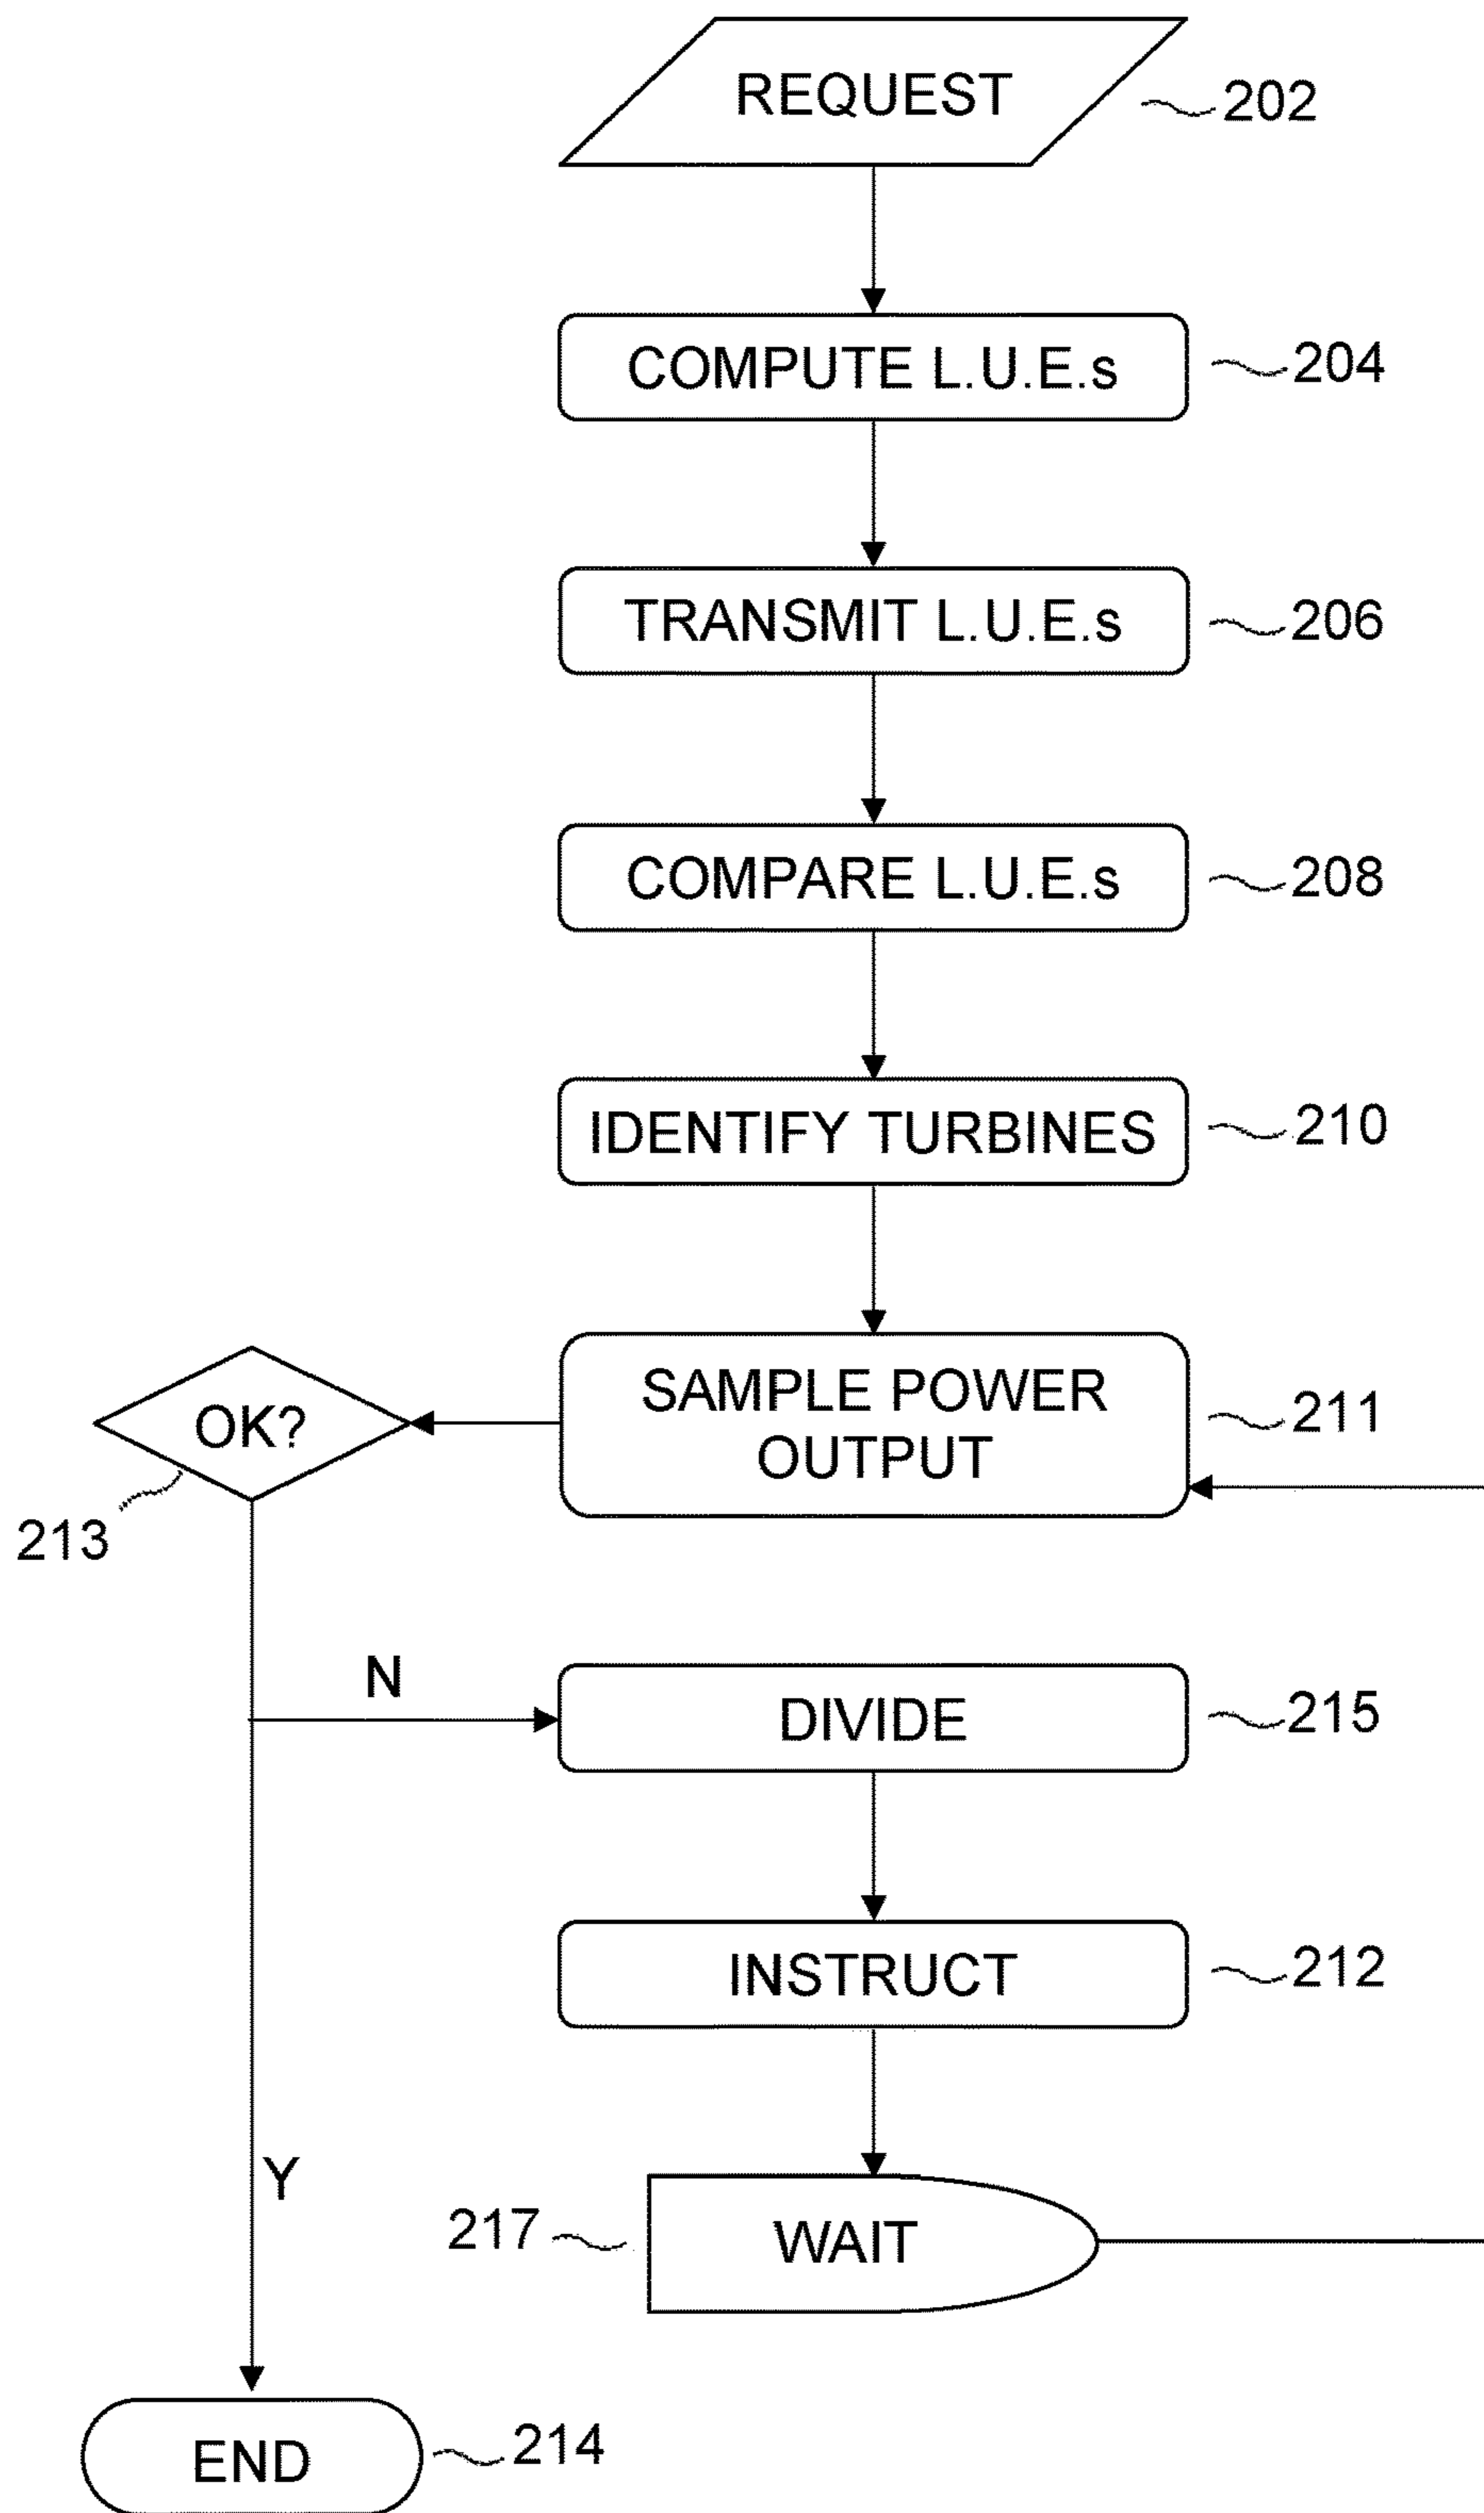 REQUEST 202
COMPUTE L.U.E.s 204
TRANSMIT L.U.E.s 206
COMPARE L.U.E.s 208
IDENTIFY TURBINES 210
SAMPLE POWER
OUTPUT
211
OK?
213
N
DIVIDE 215
INSTRUCT 212
Y
217 WAIT
END 214